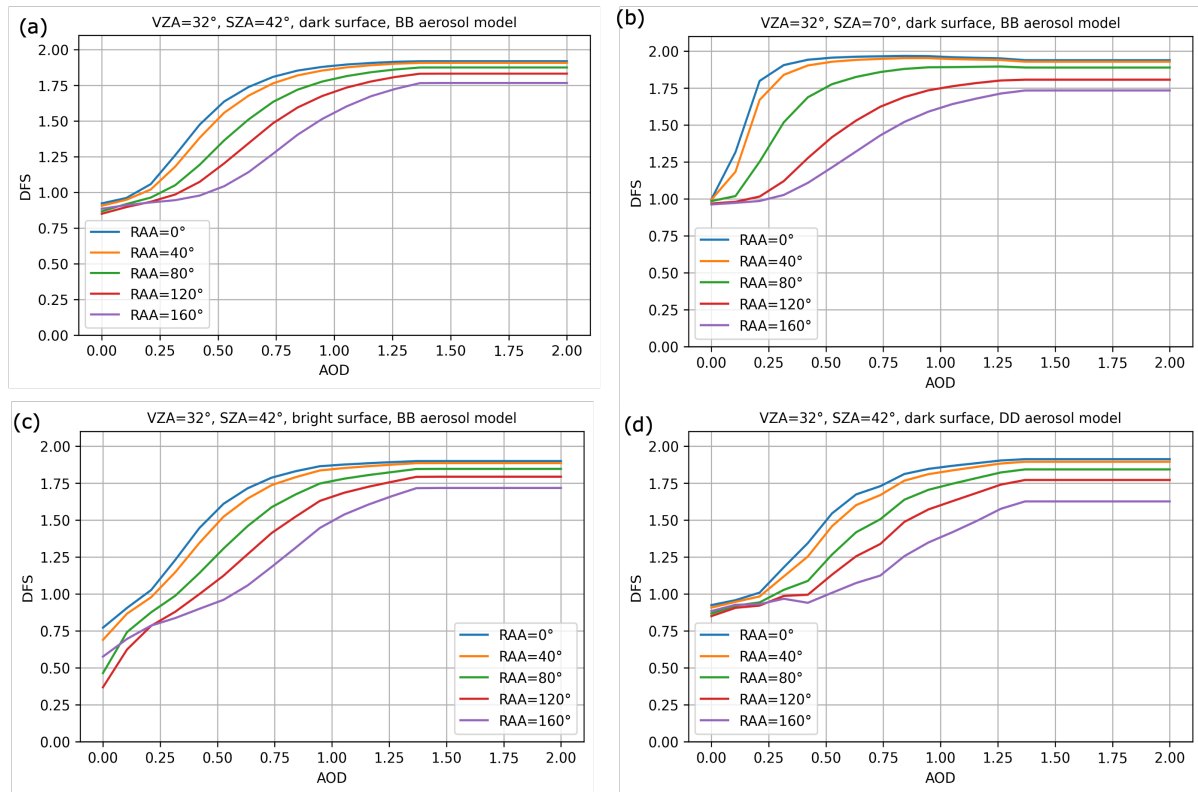 (a)
VZA=32°, SZA=42°, dark surface, BB aerosol model
2.00
1.75
1.50
1.25
1.00
0.75
0.50
0.25
0.00
DFS
RAA=0°
RAA=40°
RAA=80°
RAA=120°
RAA=160°
0.00 0.25 0.50 0.75 1.00 1.25 1.50 1.75 2.00
AOD
(b)
VZA=32°, SZA=70°, dark surface, BB aerosol model
2.00
1.75
1.50
1.25
1.00
0.75
0.50
0.25
0.00
DFS
RAA=0°
RAA=40°
RAA=80°
RAA=120°
RAA=160°
0.00 0.25 0.50 0.75 1.00 1.25 1.50 1.75 2.00
AOD
(c)
VZA=32°, SZA=42°, bright surface, BB aerosol model
2.00
1.75
1.50
1.25
1.00
0.75
0.50
0.25
0.00
DFS
RAA=0°
RAA=40°
RAA=80°
RAA=120°
RAA=160°
0.00 0.25 0.50 0.75 1.00 1.25 1.50 1.75 2.00
AOD
(d)
VZA=32°, SZA=42°, dark surface, DD aerosol model
2.00
1.75
1.50
1.25
1.00
0.75
0.50
0.25
0.00
DFS
RAA=0°
RAA=40°
RAA=80°
RAA=120°
RAA=160°
0.00 0.25 0.50 0.75 1.00 1.25 1.50 1.75 2.00
AOD